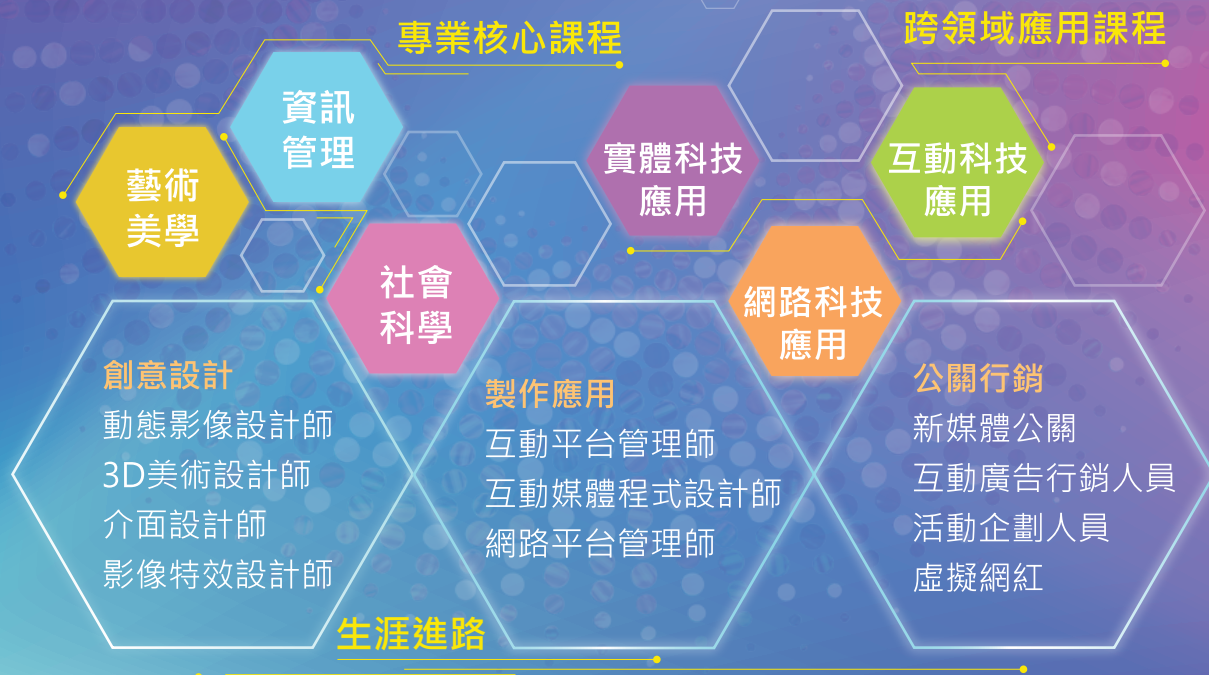 專業核心課程
跨領域應用課程
資訊
管理
藝術
美學
社會
科學
實體科技
應用
互動科技
應用
網路科技
應用
創意設計
動態影像設計師
3D美術設計師
介面設計師
影像特效設計師
製作應用
互動平台管理師
互動媒體程式設計師
網路平台管理師
公關行銷
新媒體公關
互動廣告行銷人員
活動企劃人員
虛擬網紅
生涯進路